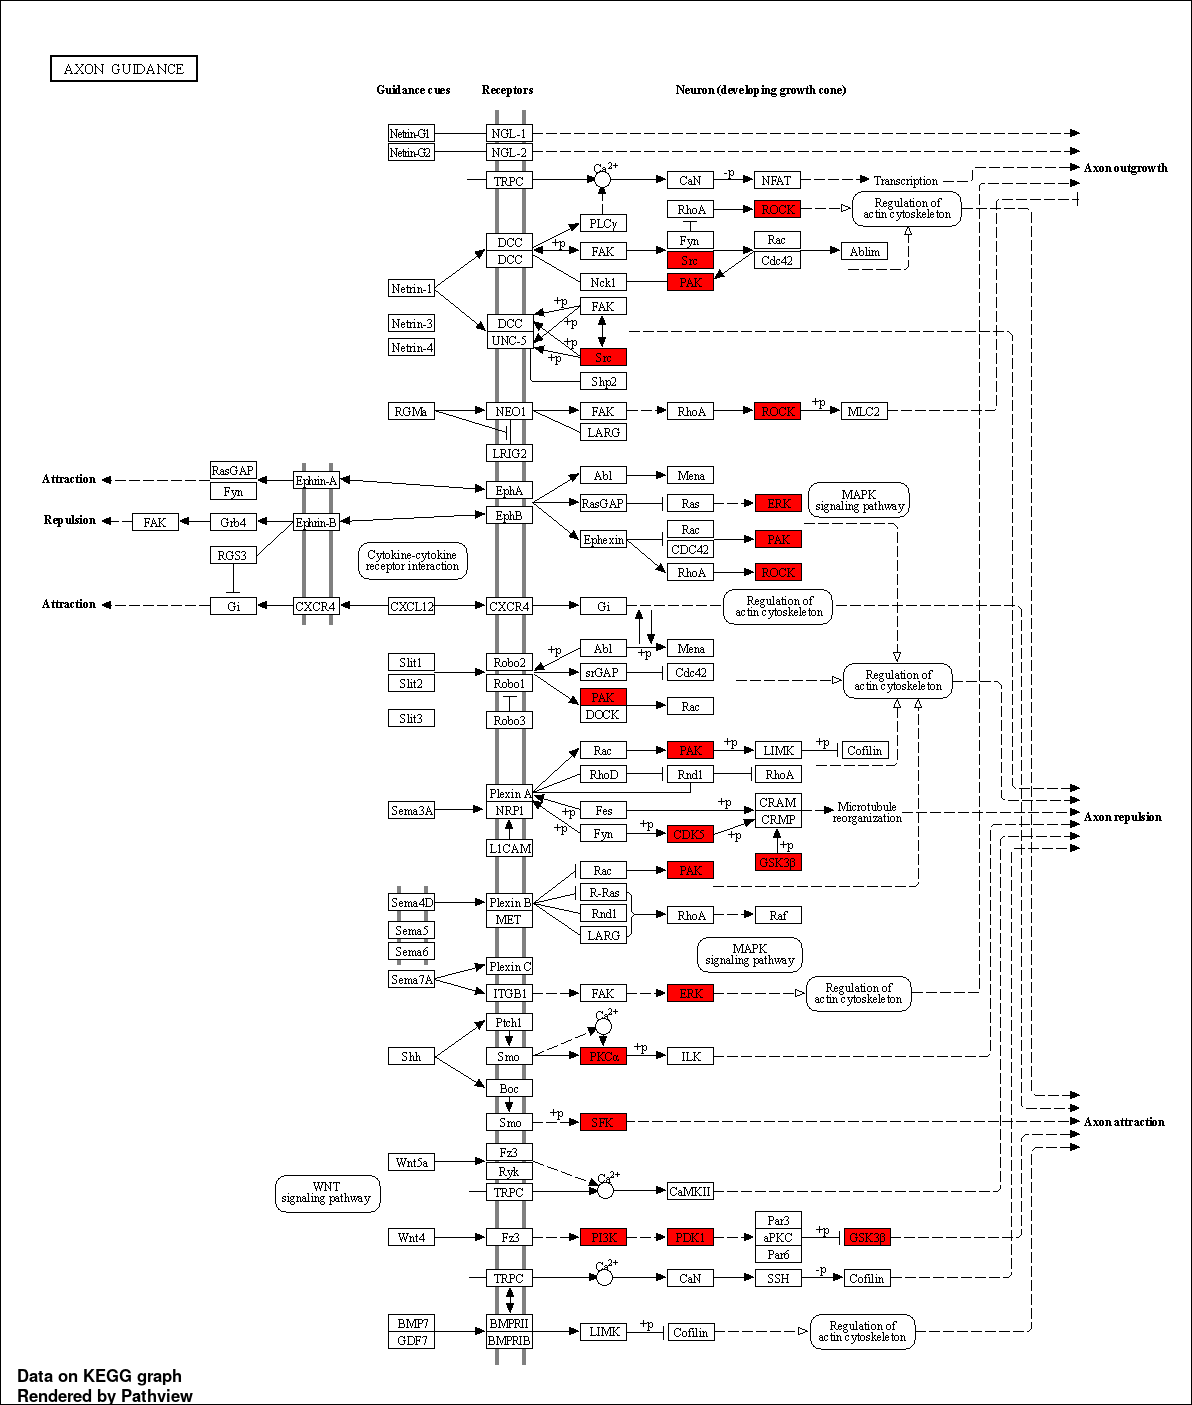 AXON GUIDANCE
Guidance cues Receptors Neuron (developing growth cone)
Netrin-G1 NGL-1
Netrin-G2 NGL-2
Axon outgrowth
Ca2+
TRPC CaN -p NFAT Transcription
RhoA ROCK Regulation of
actin cytoskeleton
PLCγ
DCC +p FAK Fyn Rac Ablim
DCC Src Cdc42
Netrin-1 Nck1 PAK
+p FAK
Netrin-3 DCC +p
Netrin-4 UNC-5 +p
+p Src
Shp2
RGMa NEO1 FAK RhoA ROCK +p MLC2
LARG
LRIG2
RasGAP Abl Mena
Attraction Ephrin-A EphA MAPK
signaling pathway
Fyn RasGAP Ras ERK
Repulsion FAK Grb4 Ephrin-B EphB
Rac
RGS3 Cytokine-cytokine
receptor interaction
Ephexin CDC42 PAK
RhoA ROCK
Attraction Gi CXCR4 CXCL12 CXCR4 Gi Regulation of
actin cytoskeleton
+p Abl +p Mena
Slit1 Robo2 srGAP Cdc42
Slit2 Robo1 Regulation of
actin cytoskeleton
PAK
Slit3 Robo3 DOCK Rac
Rac PAK +p LIMK +p Cofilin
RhoD Rnd1 RhoA
Plexin A
Sema3A NRP1 +p Fes +p CRAM Microtubule
reorganization
Axon repulsion
+p Fyn +p CDK5 +p CRMP
L1CAM +p
GSK3β
Rac PAK
Sema4D Plexin B R-Ras
MET Rnd1 RhoA Raf
Sema5 LARG
Sema6 MAPK
signaling pathway
Sema7A Plexin C
ITGB1 FAK ERK Regulation of
actin cytoskeleton
Ptch1 Ca2+
Shh Smo PKCα +p ILK
Boc
Smo +p SFK Axon attraction
Fz3
Wnt5a Ryk Ca2+
WNT
signaling pathway
TRPC CaMKII
Par3
Wnt4 Fz3 PI3K PDK1 aPKC +p GSK3β
Par6
Ca2+
TRPC CaN SSH -p Cofilin
BMP7 BMPRII LIMK +p Cofilin Regulation of
actin cytoskeleton
GDF7 BMPRIB
Data on KEGG graph
Rendered by Pathview